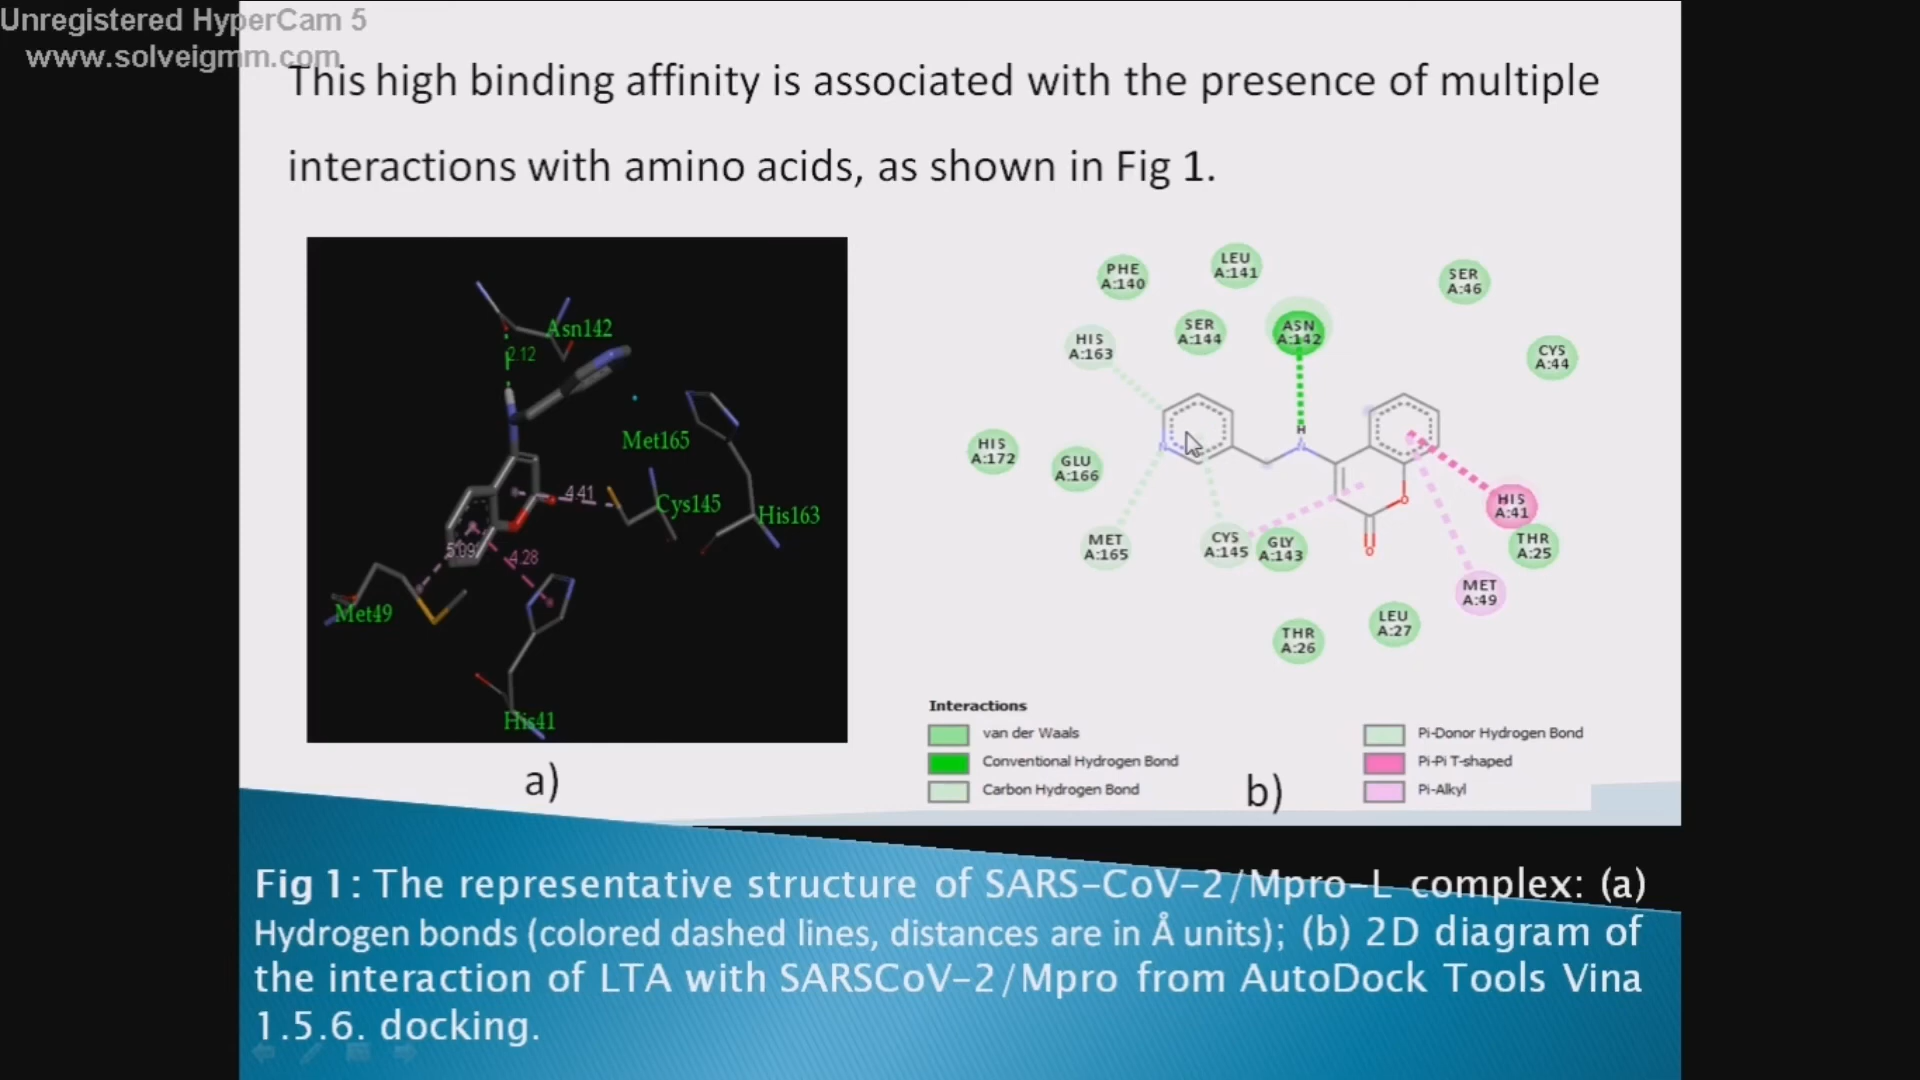 Unregistered HyperCam 5
www.solveigmm.com
This high binding affinity is associated with the presence of multiple
interactions with amino acids, as shown in Fig 1.
Asn142
2.12
Met165
4.41
Cys145
His163
5.09
4.28
Met49
His41
a)
PHE
A:140
LEU
A:141
SER
A:46
HIS
A:163
SER
A:144
ASN
A:142
CYS
A:44
H
HIS
A:172
GLU
A:166
N
N
HIS
A:41
O
MET
A:165
CYS
A:145
GLY
A:143
O
THR
A:25
MET
A:49
THR
A:26
LEU
A:27
Interactions
van der Waals
Conventional Hydrogen Bond
Carbon Hydrogen Bond
Pi-Donor Hydrogen Bond
Pi-Pi T-shaped
Pi-Alkyl
b)
Fig 1: The representative structure of SARS-CoV-2/Mpro-L complex: (a)
Hydrogen bonds (colored dashed lines, distances are in Å units); (b) 2D diagram of
the interaction of LTA with SARSCoV-2/Mpro from AutoDock Tools Vina
1.5.6. docking.